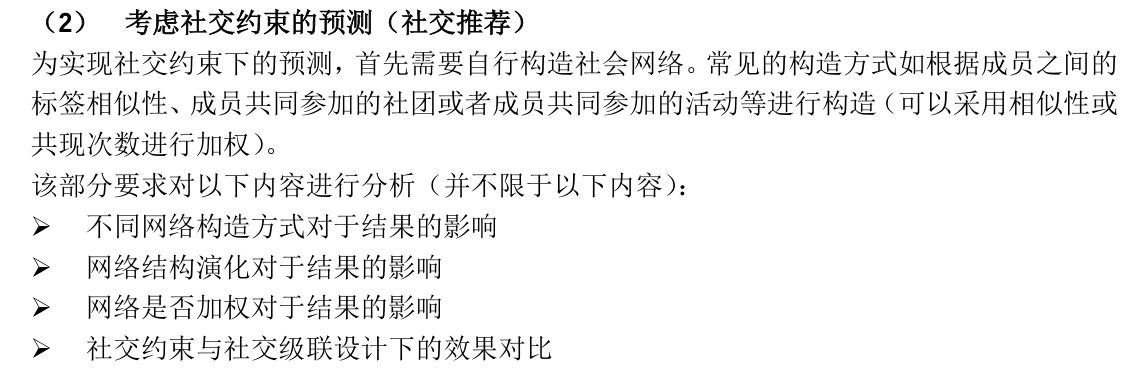 （2） 考虑社交约束的预测（社交推荐）
为实现社交约束下的预测，首先需要自行构造社会网络。常见的构造方式如根据成员之间的
标签相似性、成员共同参加的社团或者成员共同参加的活动等进行构造（可以采用相似性或
共现次数进行加权）。
该部分要求对以下内容进行分析（并不限于以下内容）：
➢ 不同网络构造方式对于结果的影响
➢ 网络结构演化对于结果的影响
➢ 网络是否加权对于结果的影响
➢ 社交约束与社交级联设计下的效果对比